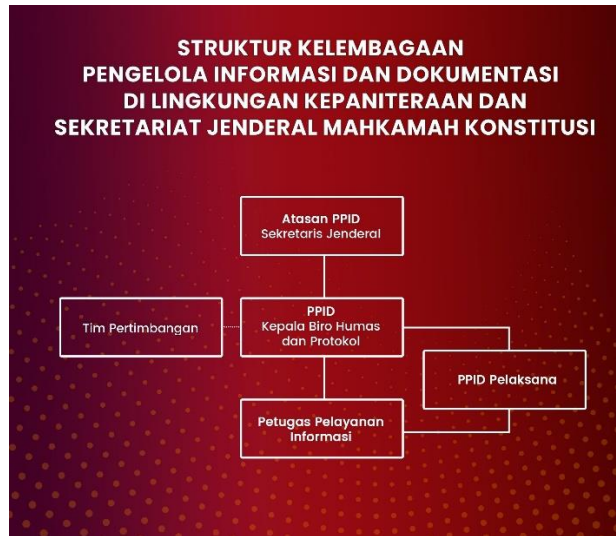 STRUKTUR KELEMBAGAAN
PENGELOLA INFORMASI DAN DOKUMENTASI
DI LINGKUNGAN KEPANITERAAN DAN
SEKRETARIAT JENDERAL MAHKAMAH KONSTITUSI
Atasan PPID
Sekretaris Jenderal
Tim Pertimbangan
PPID
Kepala Biro Humas
dan Protokol
PPID Pelaksana
Petugas Pelayanan
Informasi